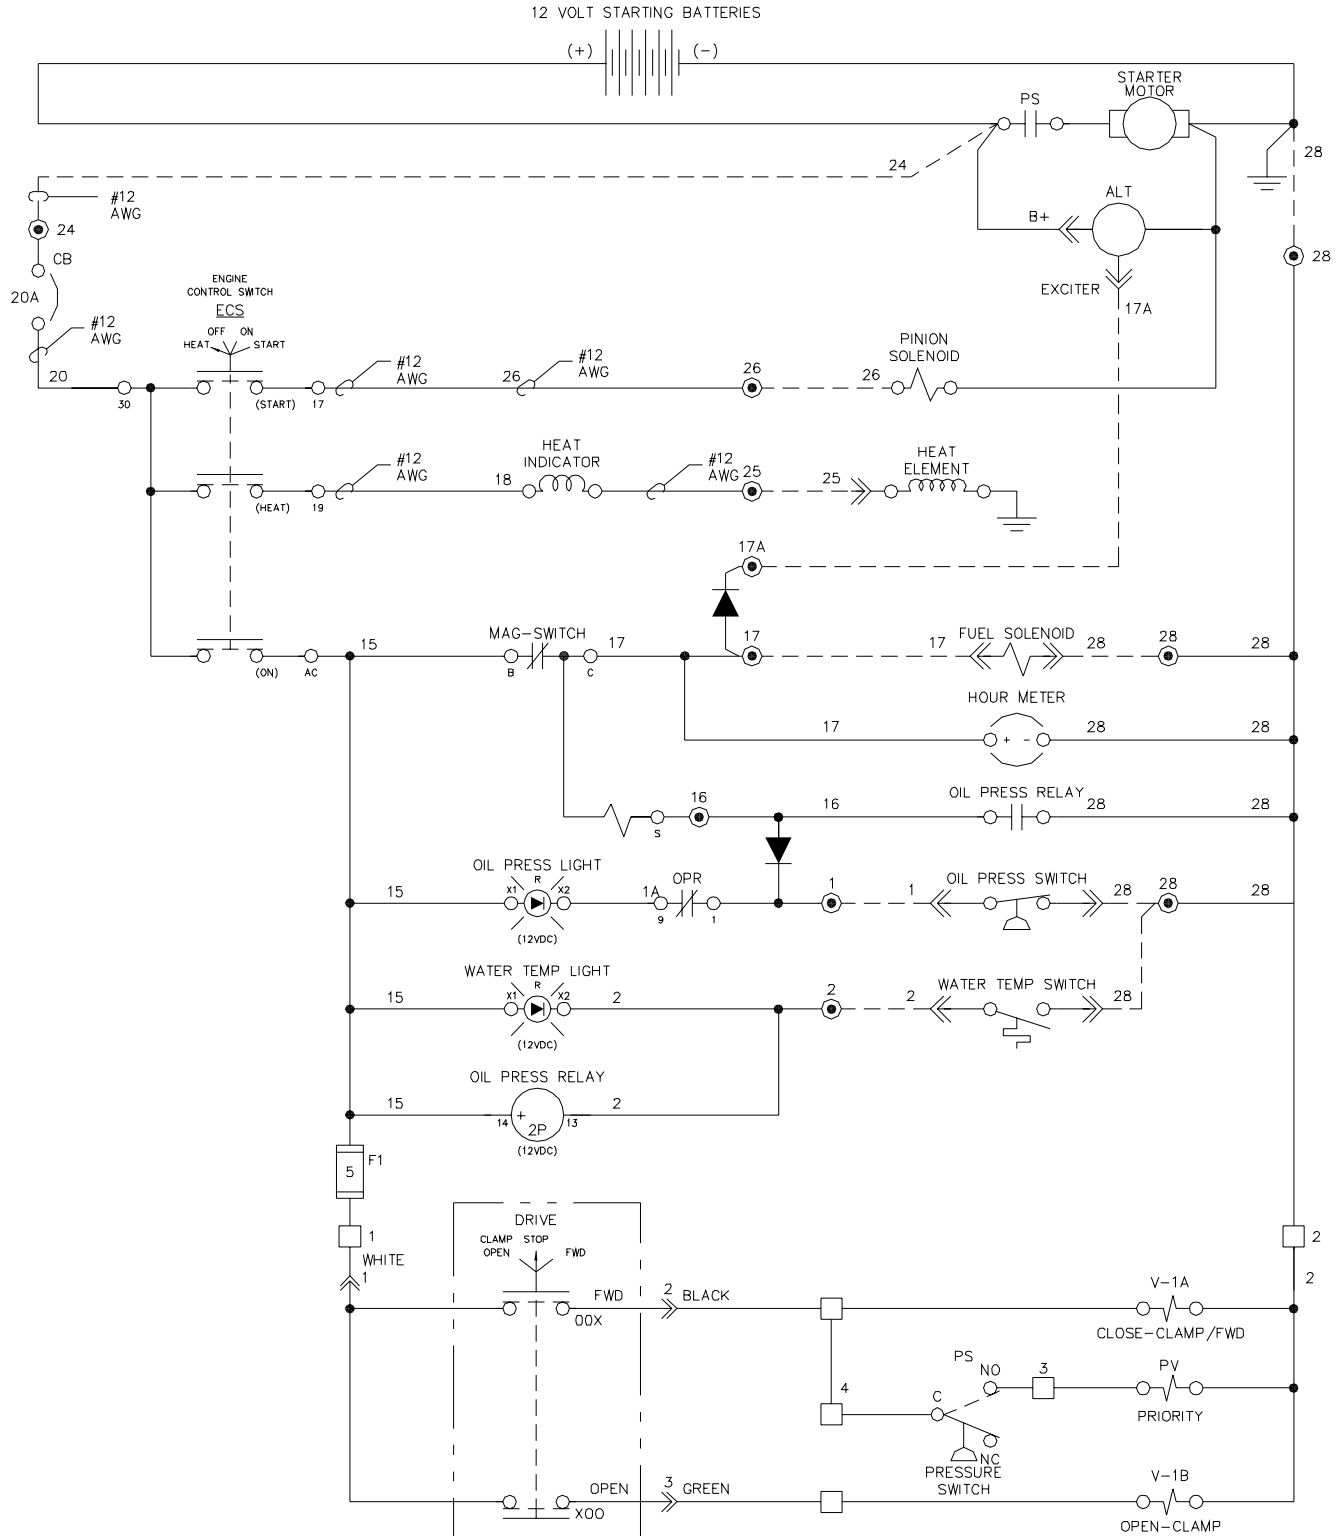 12 VOLT STARTING BATTERIES
(+) (-)
STARTER
MOTOR
PS
24
28
#12
AWG
24
ALT
B+
CB
28
20A
ENGINE
CONTROL SWITCH
ECS
EXCITER
17A
OFF ON
HEAT START
#12
AWG
PINION
SOLENOID
20
#12
AWG
26
#12
AWG
26
26
30
(START) 17
HEAT
INDICATOR
HEAT
ELEMENT
#12
AWG
18
#12
AWG
25
25
(HEAT) 19
17A
MAG-SWITCH
15
17
17
17
FUEL SOLENOID
28
28
28
(ON) AC
B
C
HOUR METER
17
+ -
28
28
OIL PRESS RELAY
16
16
28
28
S
OIL PRESS LIGHT
15
X1 R X2
(12VDC)
1A
OPR
9
1
1
1
OIL PRESS SWITCH
28
28
28
WATER TEMP LIGHT
15
X1 R X2
(12VDC)
2
2
2
WATER TEMP SWITCH
28
OIL PRESS RELAY
15
14
+
2P
13
(12VDC)
2
5
F1
1
WHITE
1
2
2
DRIVE
CLAMP STOP
OPEN FWD
FWD
OOX
2
BLACK
V-1A
CLOSE-CLAMP/FWD
PS
NO
3
PV
PRIORITY
4
C
NC
PRESSURE
SWITCH
OPEN
XOO
3
GREEN
V-1B
OPEN-CLAMP